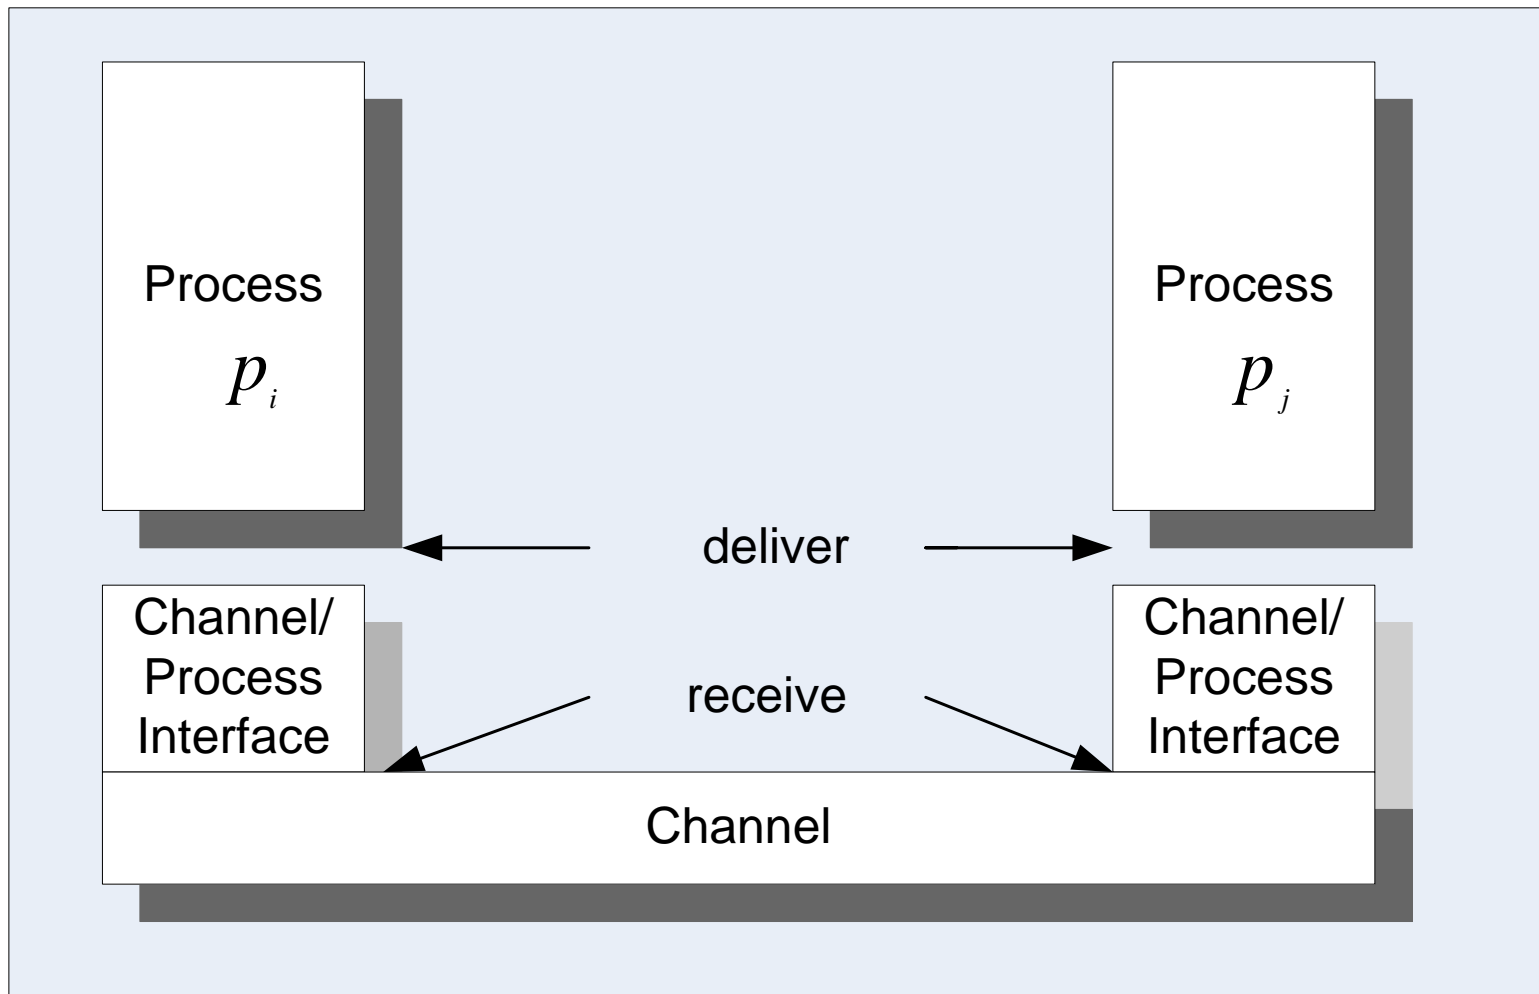 Process
p_i
Process
p_j
deliver
Channel/
Process
Interface
receive
Channel/
Process
Interface
Channel